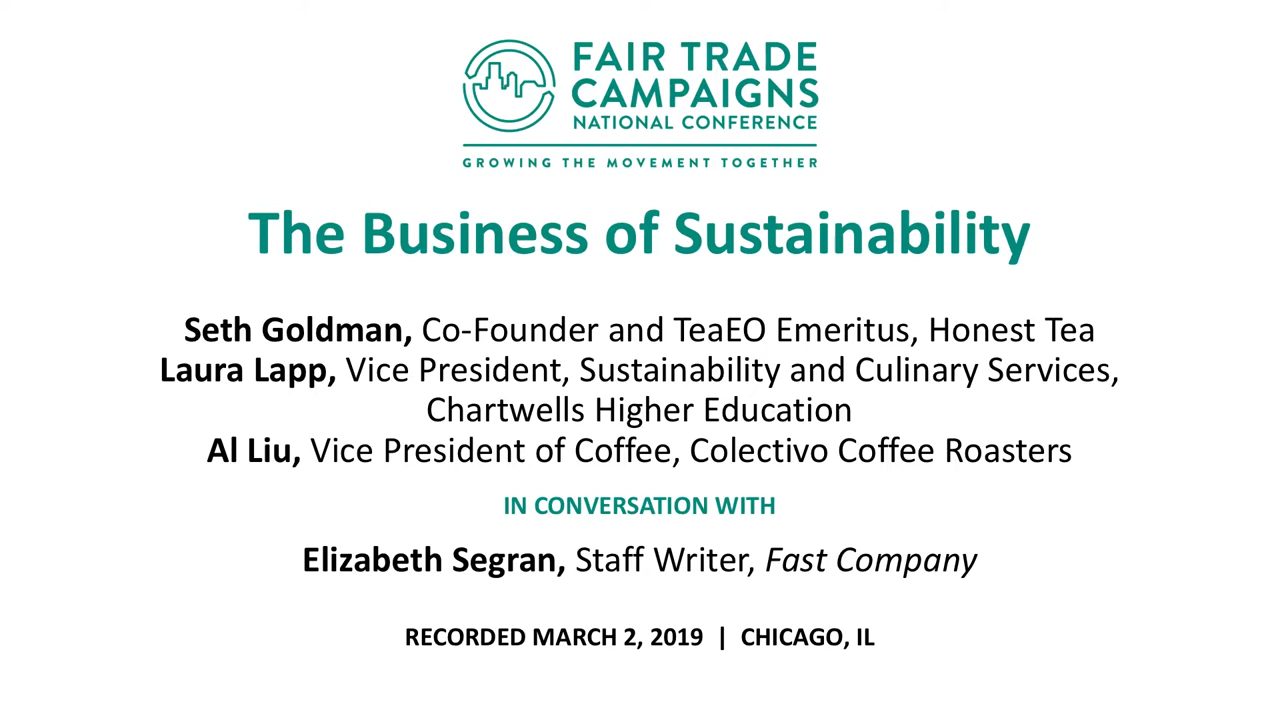 FAIR TRADE
CAMPAIGNS
NATIONAL CONFERENCE
GROWING THE MOVEMENT TOGETHER
The Business of Sustainability
Seth Goldman, Co-Founder and TeaEO Emeritus, Honest Tea
Laura Lapp, Vice President, Sustainability and Culinary Services,
Chartwells Higher Education
Al Liu, Vice President of Coffee, Colectivo Coffee Roasters
IN CONVERSATION WITH
Elizabeth Segran, Staff Writer, Fast Company
RECORDED MARCH 2, 2019 | CHICAGO, IL